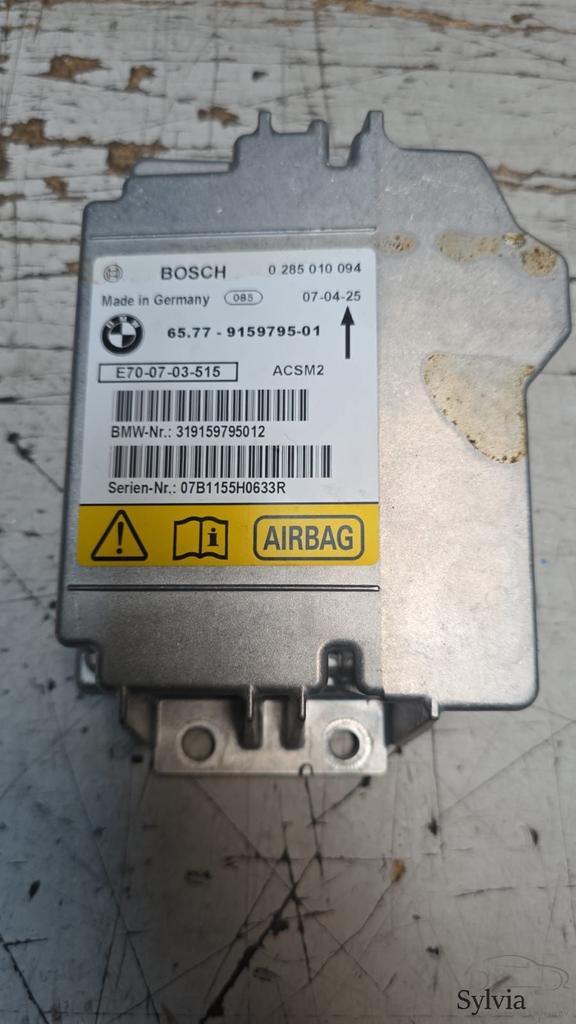 BOSCH 0 285 010 094
Made in Germany 085 07-04-25
BMW 65.77 - 9159795-01
E70-07-03-515 ACSM2
BMW-Nr.: 319159795012
Serien-Nr.: 07B1155H0633R
AIRBAG
Sylvia